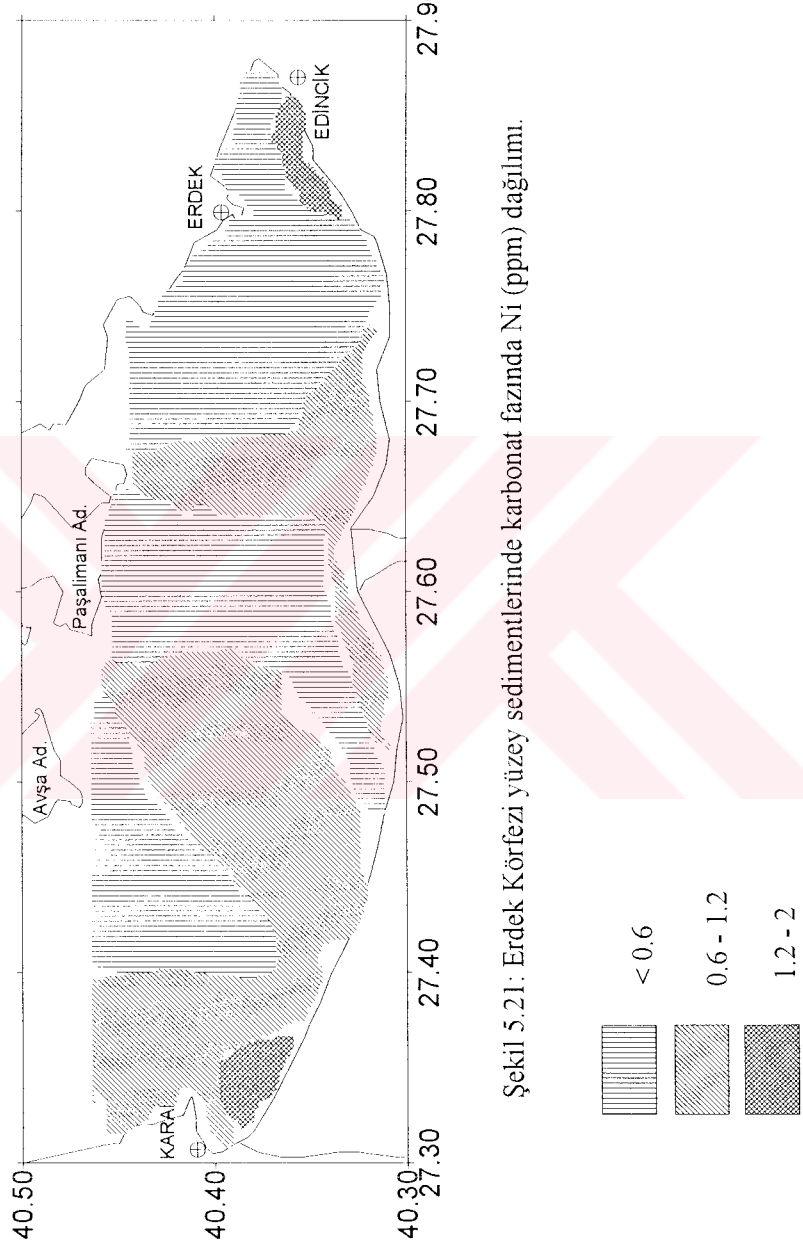 40.50
40.40
40.30
27.30
27.40
27.50
27.60
27.70
27.80
27.9
Avşa Ad.
Paşalimanı Ad.
ERDEK
EDİNCİK
KARA
Şekil 5.21: Erdek Körfezi yüzey sedimentlerinde karbonat fazında Ni (ppm) dağılımı.
< 0.6
0.6 - 1.2
1.2 - 2